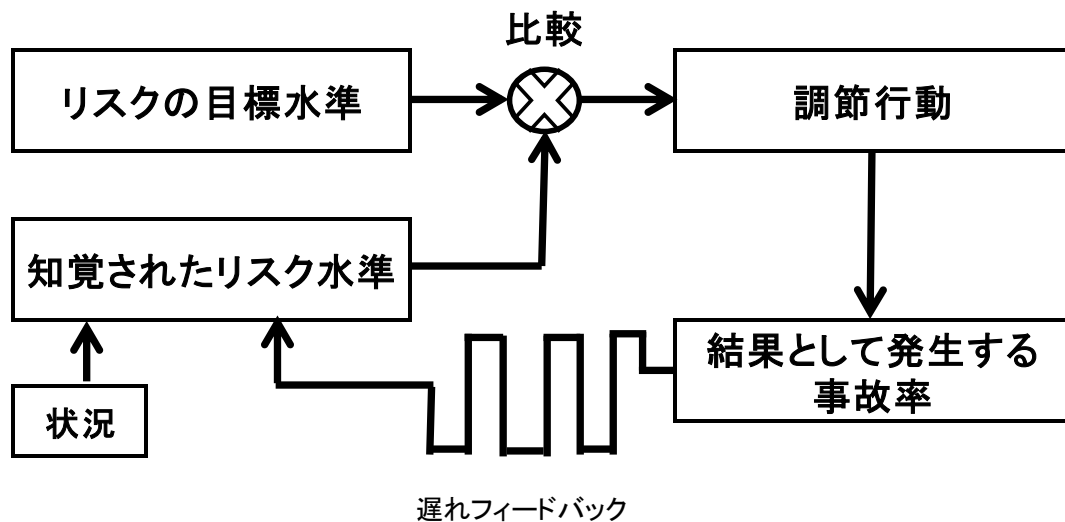 比較
リスクの目標水準
調節行動
知覚されたリスク水準
結果として発生する
事故率
状況
遅れフィードバック